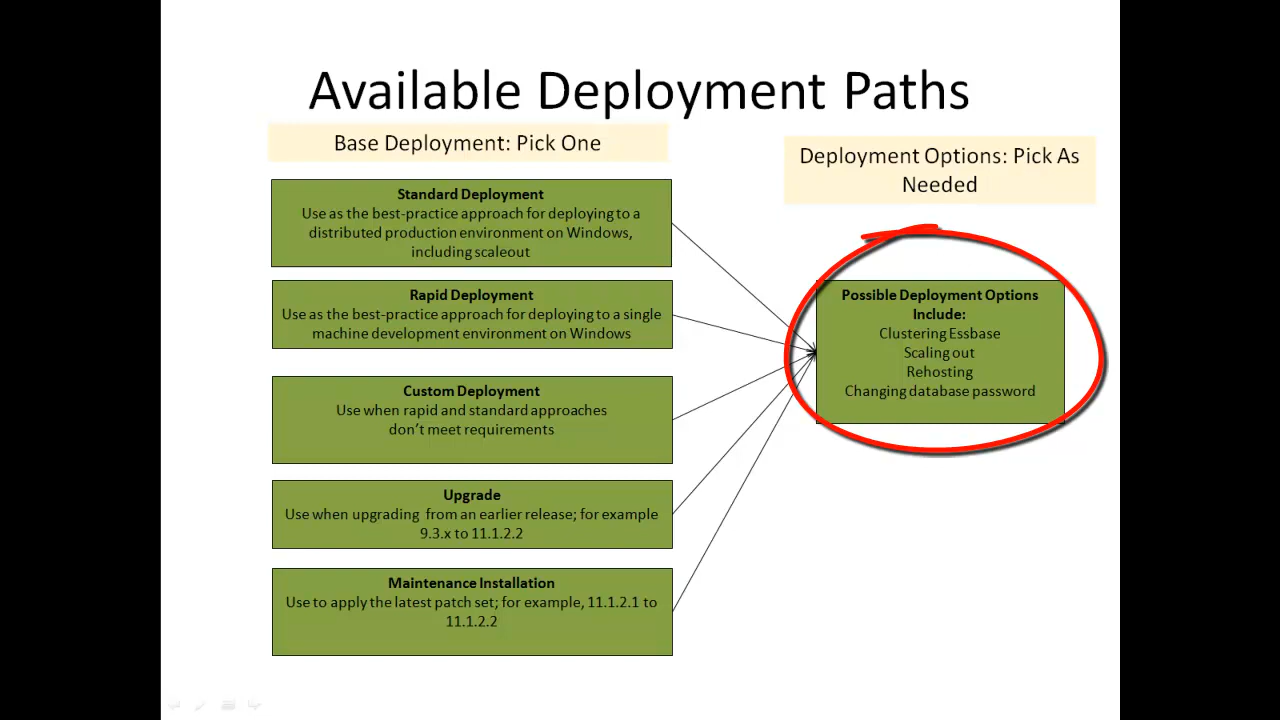 Available Deployment Paths
Base Deployment: Pick One
Deployment Options: Pick As
Needed
Standard Deployment
Use as the best-practice approach for deploying to a
distributed production environment on Windows,
including scaleout
Rapid Deployment
Use as the best-practice approach for deploying to a single
machine development environment on Windows
Custom Deployment
Use when rapid and standard approaches
don’t meet requirements
Upgrade
Use when upgrading from an earlier release; for example
9.3.x to 11.1.2.2
Maintenance Installation
Use to apply the latest patch set; for example, 11.1.2.1 to
11.1.2.2
Possible Deployment Options
Include:
Clustering Essbase
Scaling out
Rehosting
Changing database password